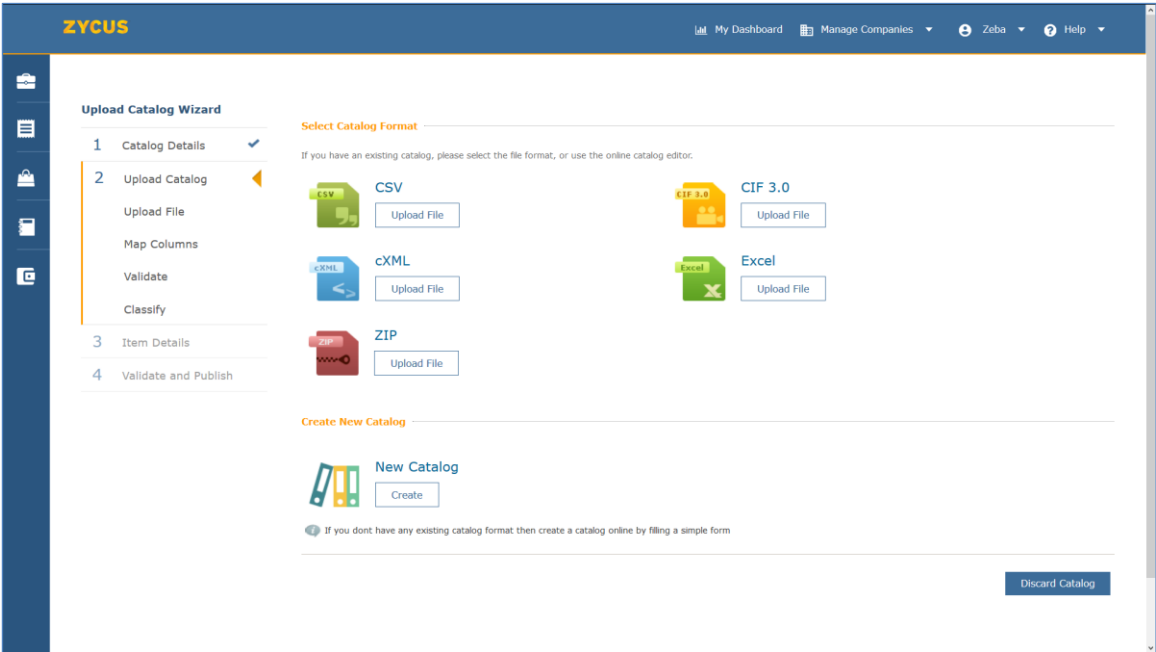 ZYCUS
My Dashboard Manage Companies Zeba Help
Upload Catalog Wizard
1 Catalog Details
2 Upload Catalog
Upload File
Map Columns
Validate
Classify
3 Item Details
4 Validate and Publish
Select Catalog Format
If you have an existing catalog, please select the file format, or use the online catalog editor.
CSV
CSV
Upload File
CIF 3.0
CIF 3.0
Upload File
cXML
cXML
Upload File
Excel
Excel
Upload File
ZIP
ZIP
Upload File
Create New Catalog
New Catalog
Create
If you dont have any existing catalog format then create a catalog online by filling a simple form
Discard Catalog